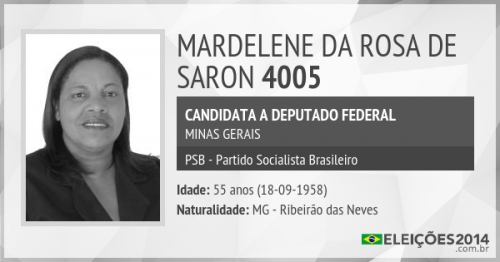 MARDELENE DA ROSA DE
SARON 4005
CANDIDATA A DEPUTADO FEDERAL
MINAS GERAIS
PSB - Partido Socialista Brasileiro
Idade: 55 anos (18-09-1958)
Naturalidade: MG - Ribeirão das Neves
ELEIÇÕES2014
.com.br